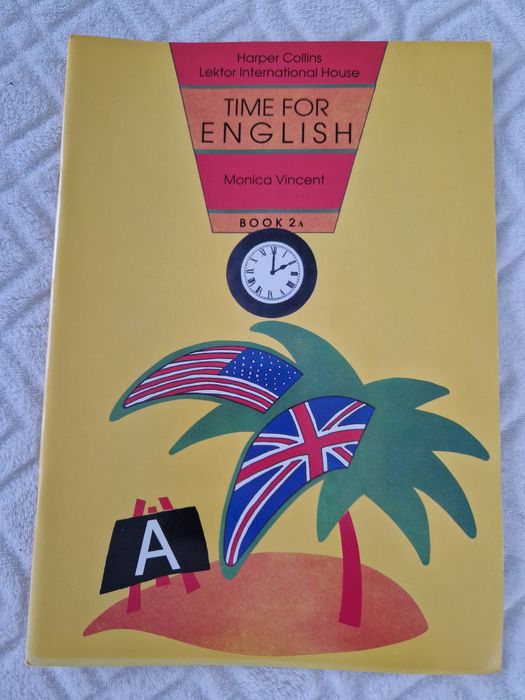 Harper Collins
Lektor International House
TIME FOR
ENGLISH
Monica Vincent
BOOK 2A
A